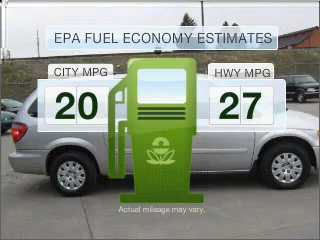 EPA FUEL ECONOMY ESTIMATES
CITY MPG
HWY MPG
20
27
Actual mileage may vary.